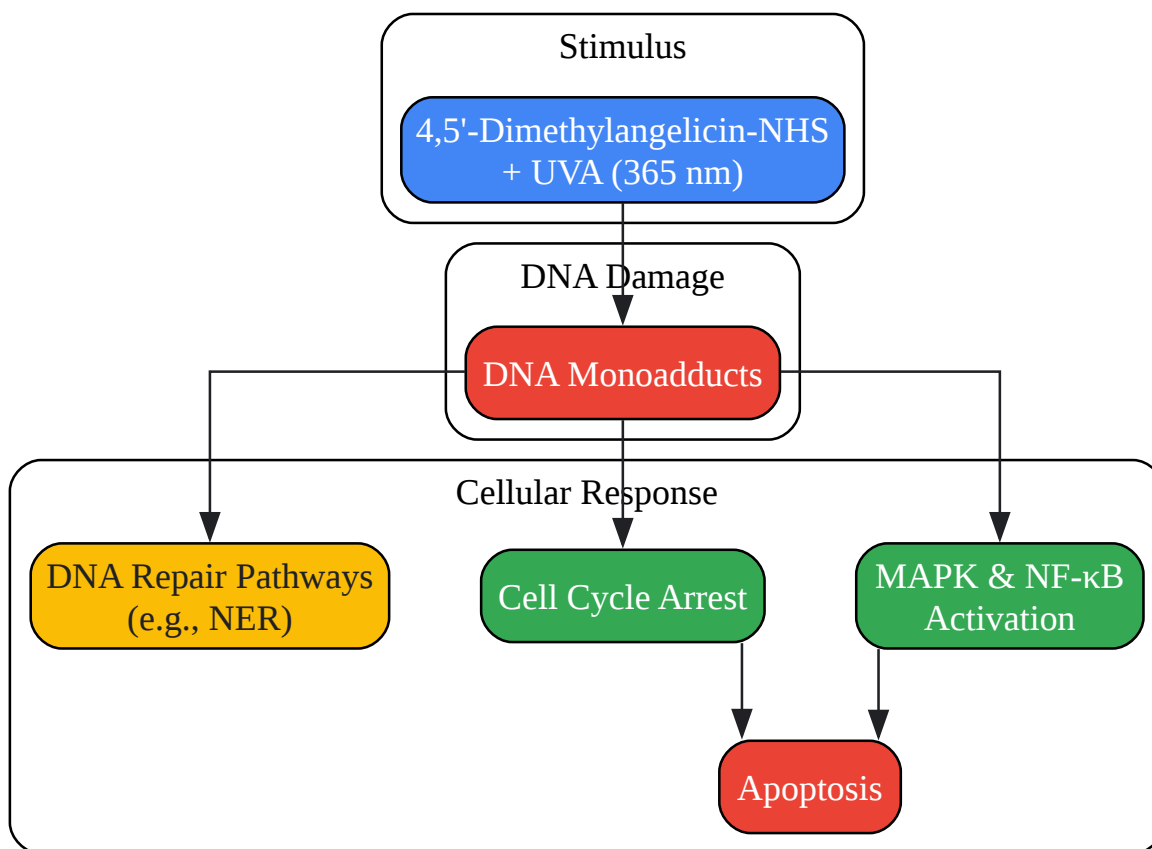 Stimulus
4,5'-Dimethylangelicin-NHS
+ UVA (365 nm)
DNA Damage
DNA Monoadducts
Cellular Response
DNA Repair Pathways
(e.g., NER)
Cell Cycle Arrest
MAPK & NF-κB
Activation
Apoptosis